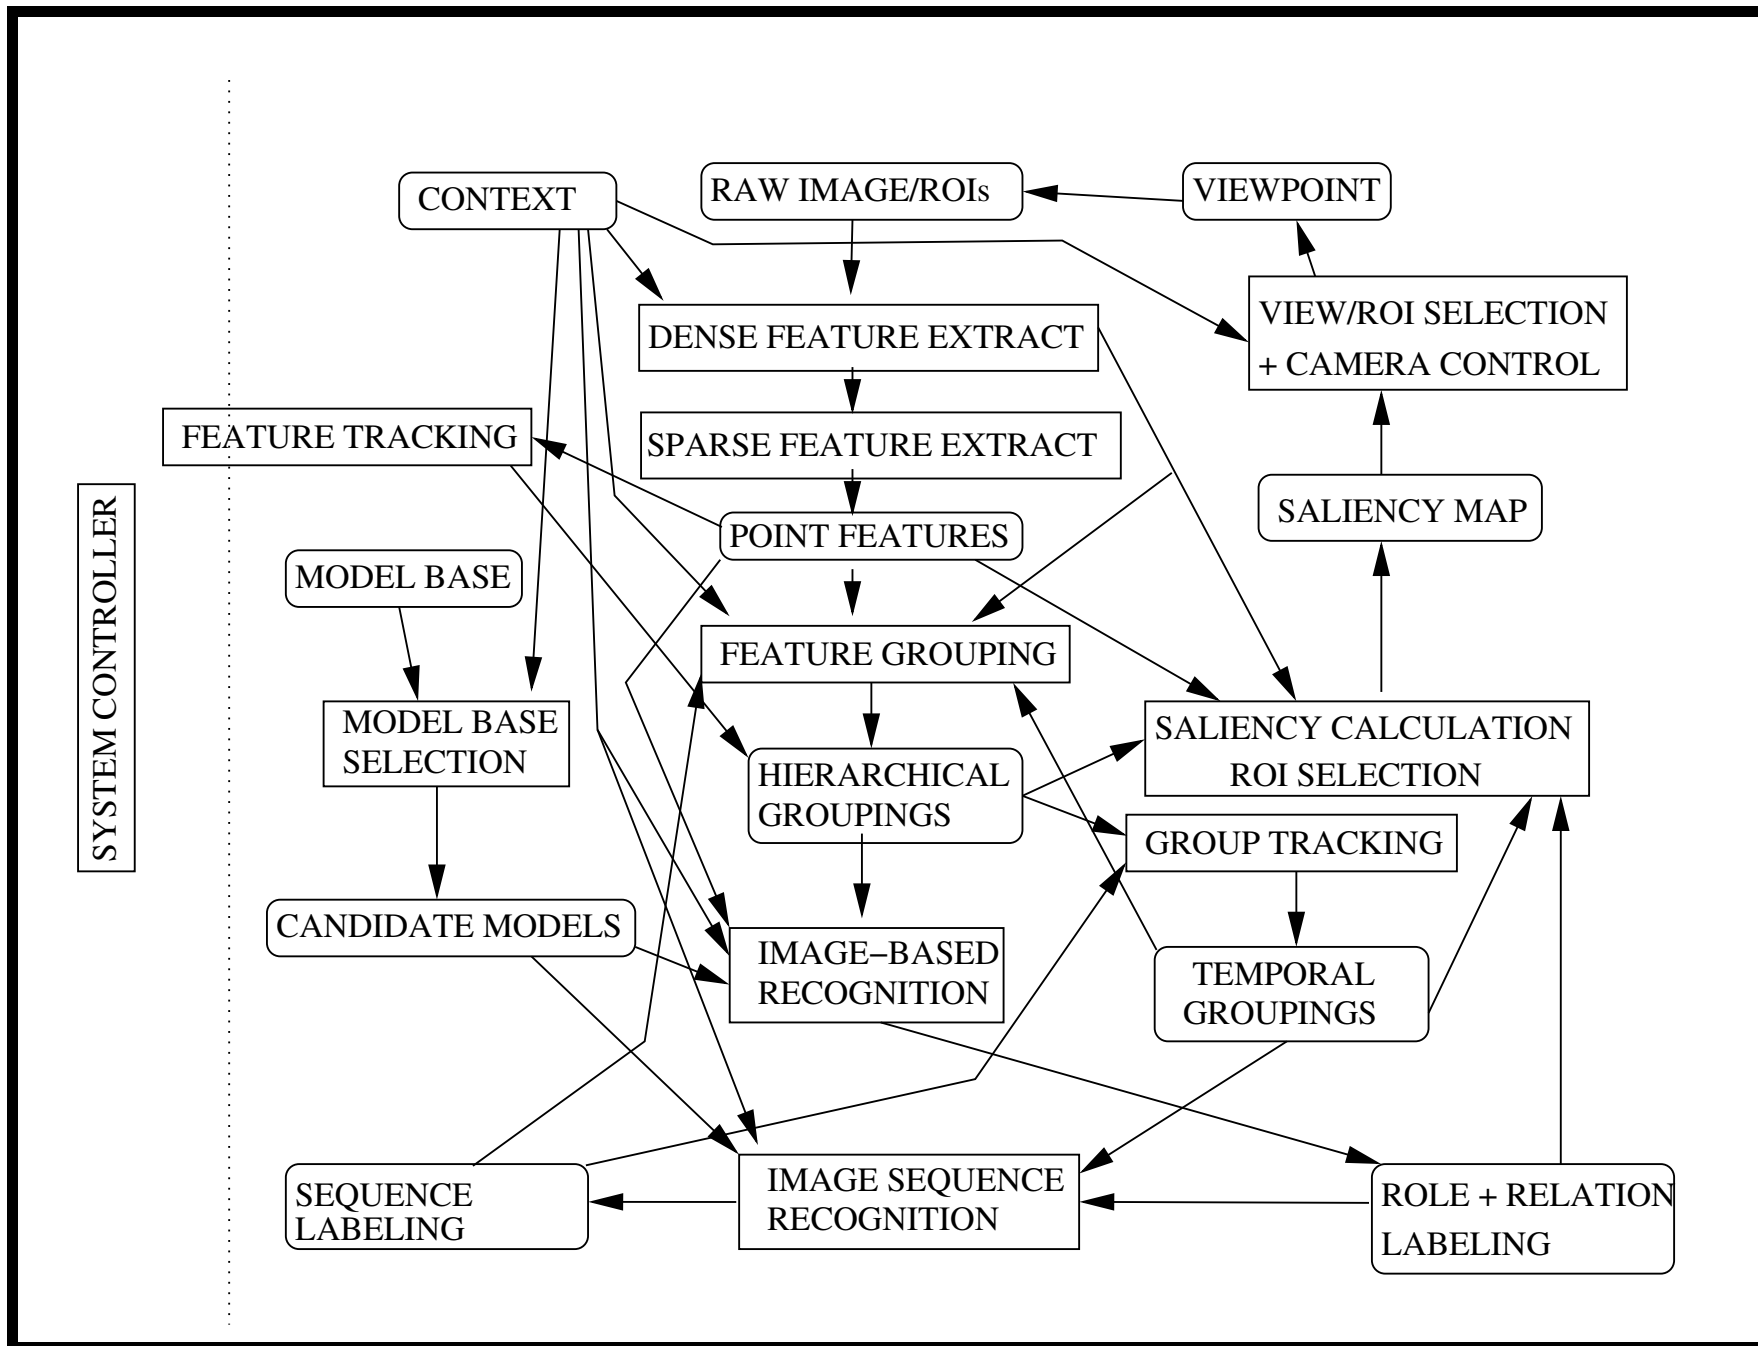 CONTEXT
RAW IMAGE/ROIs
VIEWPOINT
VIEW/ROI SELECTION
+ CAMERA CONTROL
DENSE FEATURE EXTRACT
FEATURE TRACKING
SPARSE FEATURE EXTRACT
SALIENCY MAP
POINT FEATURES
MODEL BASE
SYSTEM CONTROLLER
FEATURE GROUPING
MODEL BASE
SELECTION
SALIENCY CALCULATION
ROI SELECTION
HIERARCHICAL
GROUPINGS
GROUP TRACKING
CANDIDATE MODELS
IMAGE−BASED
RECOGNITION
TEMPORAL
GROUPINGS
SEQUENCE
LABELING
IMAGE SEQUENCE
RECOGNITION
ROLE + RELATION
LABELING